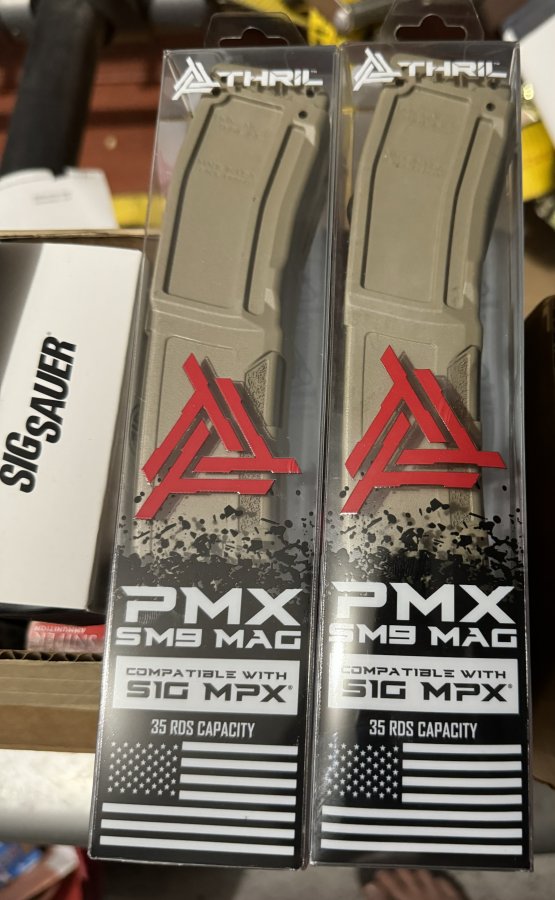 THRIL
PMX
SM9 MAG
COMPATIBLE WITH
SIG MPX®
35 RDS CAPACITY
THRIL
PMX
SM9 MAG
COMPATIBLE WITH
SIG MPX®
35 RDS CAPACITY
SIG SAUER
AMMUNITION